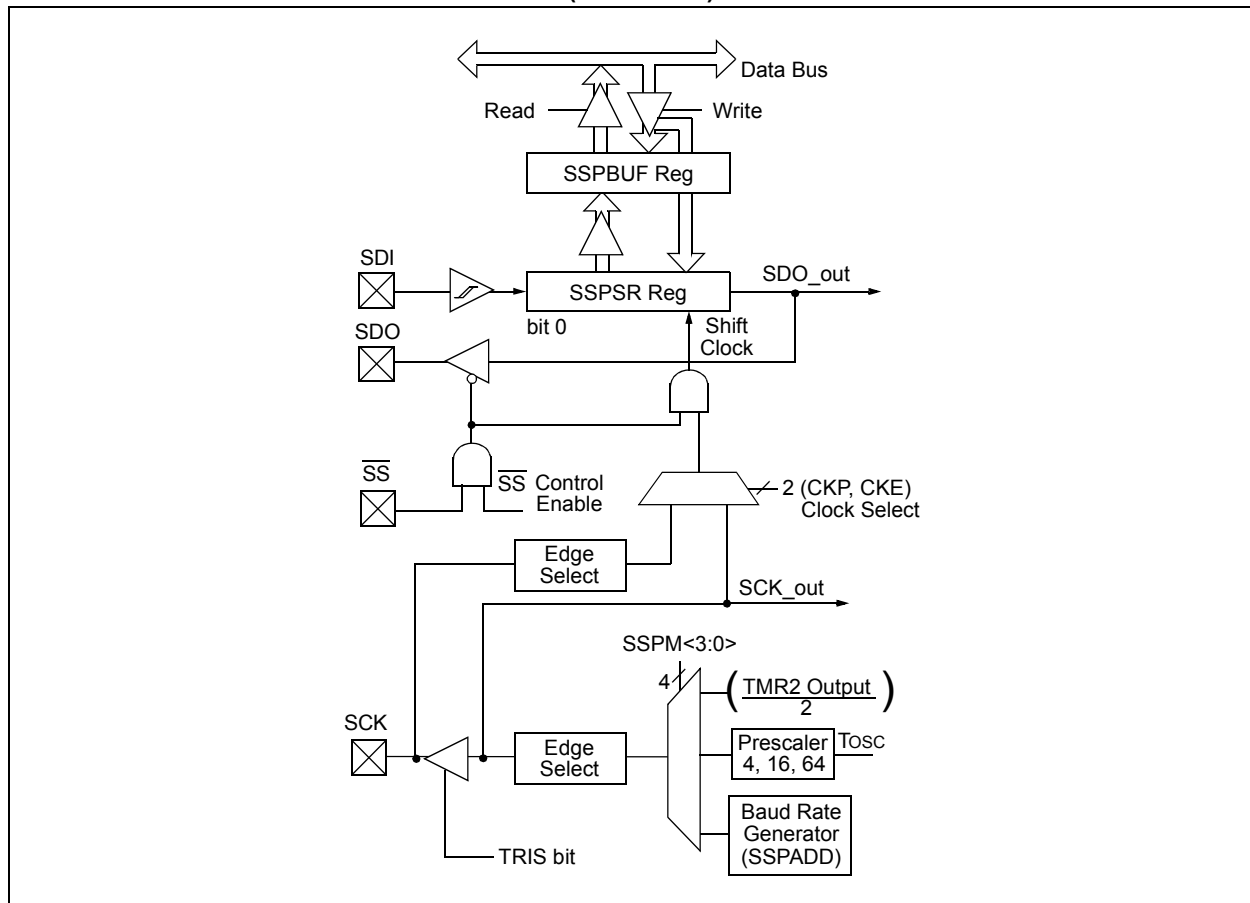 Data Bus
Read
Write
SSPBUF Reg
SDI
SDO_out
SSPSR Reg
bit 0
Shift
Clock
SDO
SS
SS Control
Enable
2 (CKP, CKE)
Clock Select
Edge
Select
SCK_out
SSPM<3:0>
4
(TMR2 Output)
2
SCK
Edge
Select
Prescaler
4, 16, 64
TOSC
Baud Rate
Generator
(SSPADD)
TRIS bit